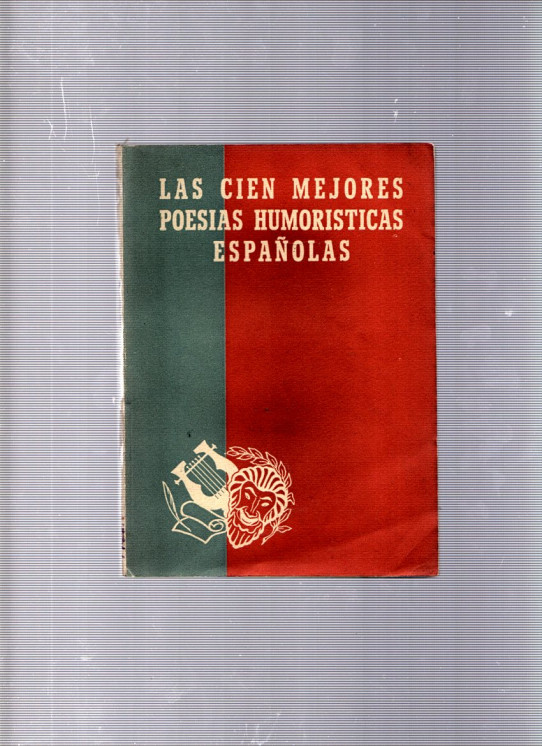 LAS CIEN MEJORES
POESIAS HUMORISTICAS
ESPAÑOLAS